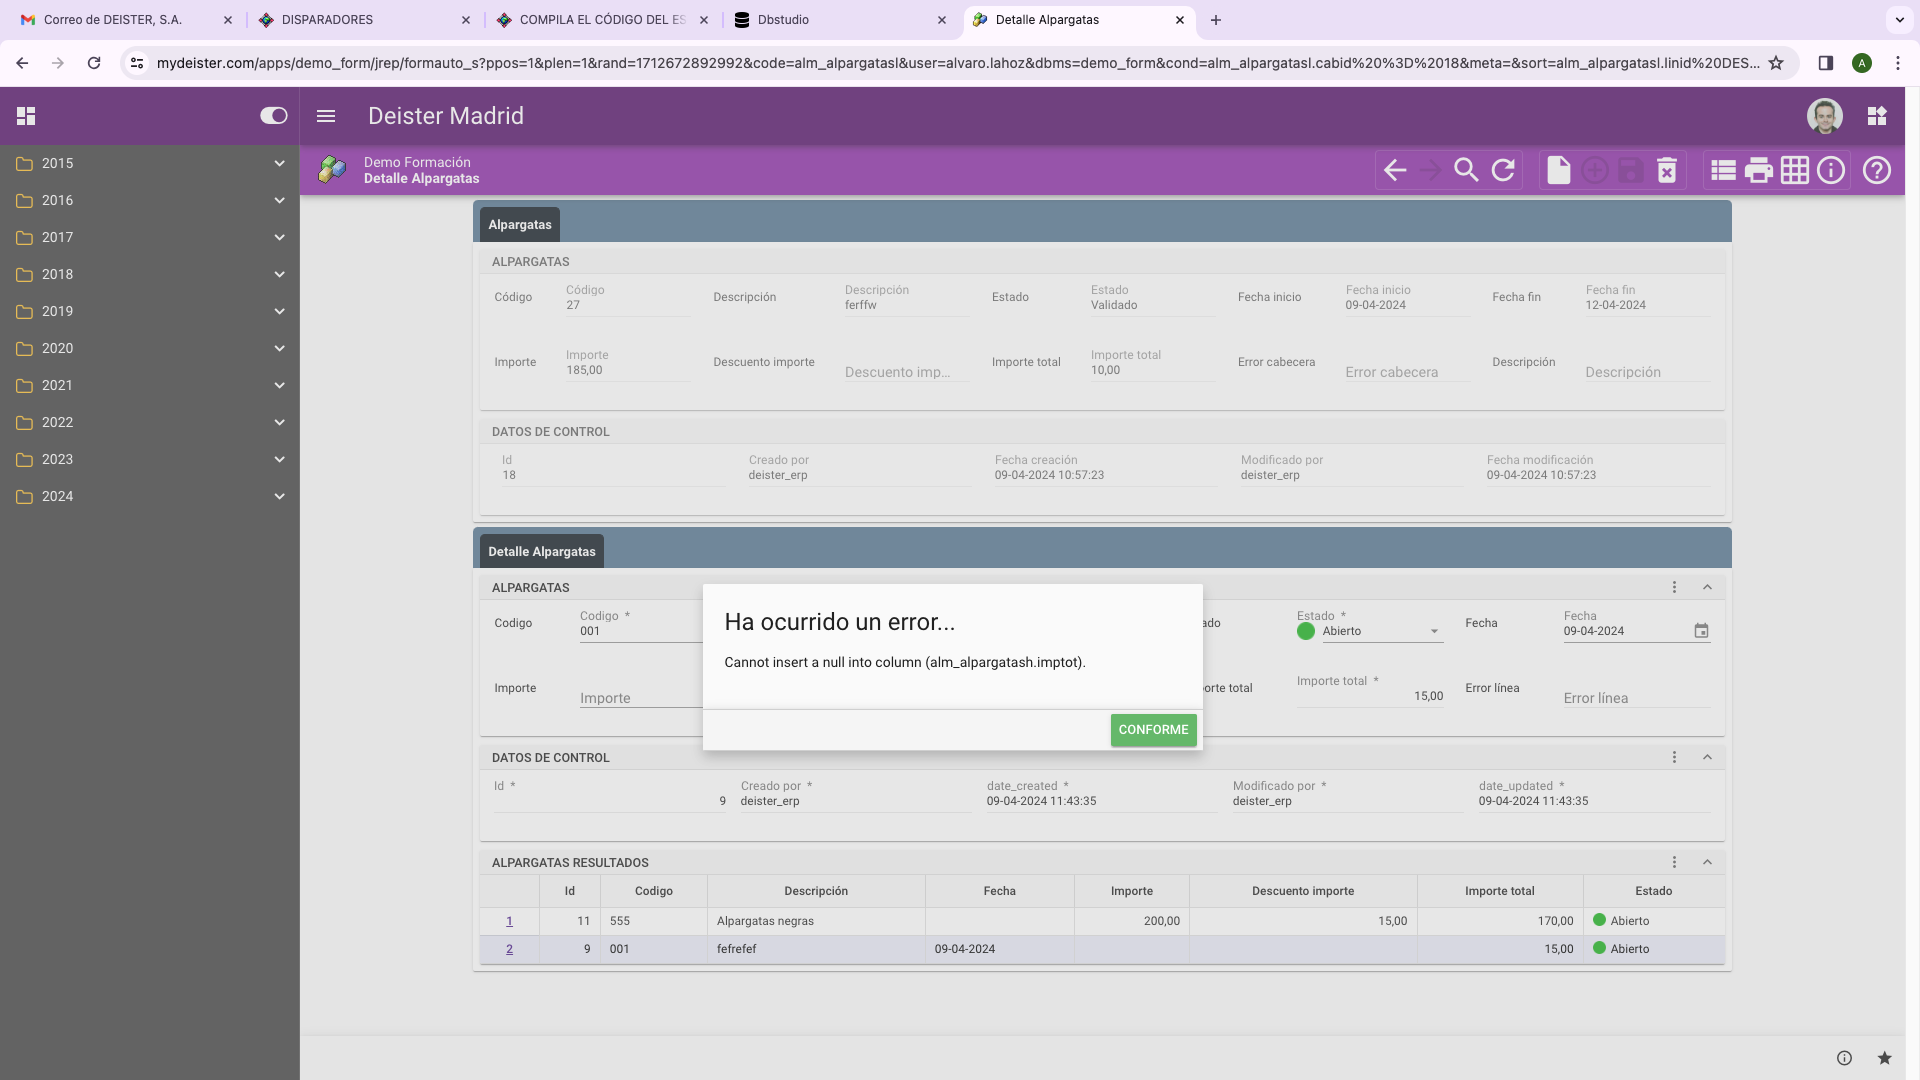 Correo de DEISTER, S.A.
DISPARADORES
COMPILA EL CÓDIGO DEL ES
Dbstudio
Detalle Alpargatas
mydeister.com/apps/demo_form/jrep/formauto_s?ppos=1&plen=1&rand=1712672892992&code=alm_alpargatasl&user=alvaro.lahoz&dbms=demo_form&cond=alm_alpargatasl.cabid%20%3D%2018&meta=&sort=alm_alpargatasl.linid%20DES...
A
Deister Madrid
Demo Formación
Detalle Alpargatas
2015
2016
2017
2018
2019
2020
2021
2022
2023
2024
Alpargatas
ALPARGATAS
Código Código 27 Descripción Descripción ferffw Estado Estado Validado Fecha inicio Fecha inicio 09-04-2024 Fecha fin Fecha fin 12-04-2024
Importe Importe 185,00 Descuento importe Descuento imp... Importe total Importe total 10,00 Error cabecera Error cabecera Descripción Descripción
DATOS DE CONTROL
Id Creado por Fecha creación Modificado por Fecha modificación
18 deister_erp 09-04-2024 10:57:23 deister_erp 09-04-2024 10:57:23
Detalle Alpargatas
ALPARGATAS
Codigo Codigo * 001 ado Estado * Abierto Fecha Fecha 09-04-2024
Importe Importe orte total Importe total * 15,00 Error línea Error línea
Ha ocurrido un error...
Cannot insert a null into column (alm_alpargatash.imptot).
CONFORME
DATOS DE CONTROL
Id * Creado por * date_created * Modificado por * date_updated *
9 deister_erp 09-04-2024 11:43:35 deister_erp 09-04-2024 11:43:35
ALPARGATAS RESULTADOS
Id Codigo Descripción Fecha Importe Descuento importe Importe total Estado
1 11 555 Alpargatas negras 200,00 15,00 170,00 Abierto
2 9 001 fefrefef 09-04-2024 15,00 Abierto